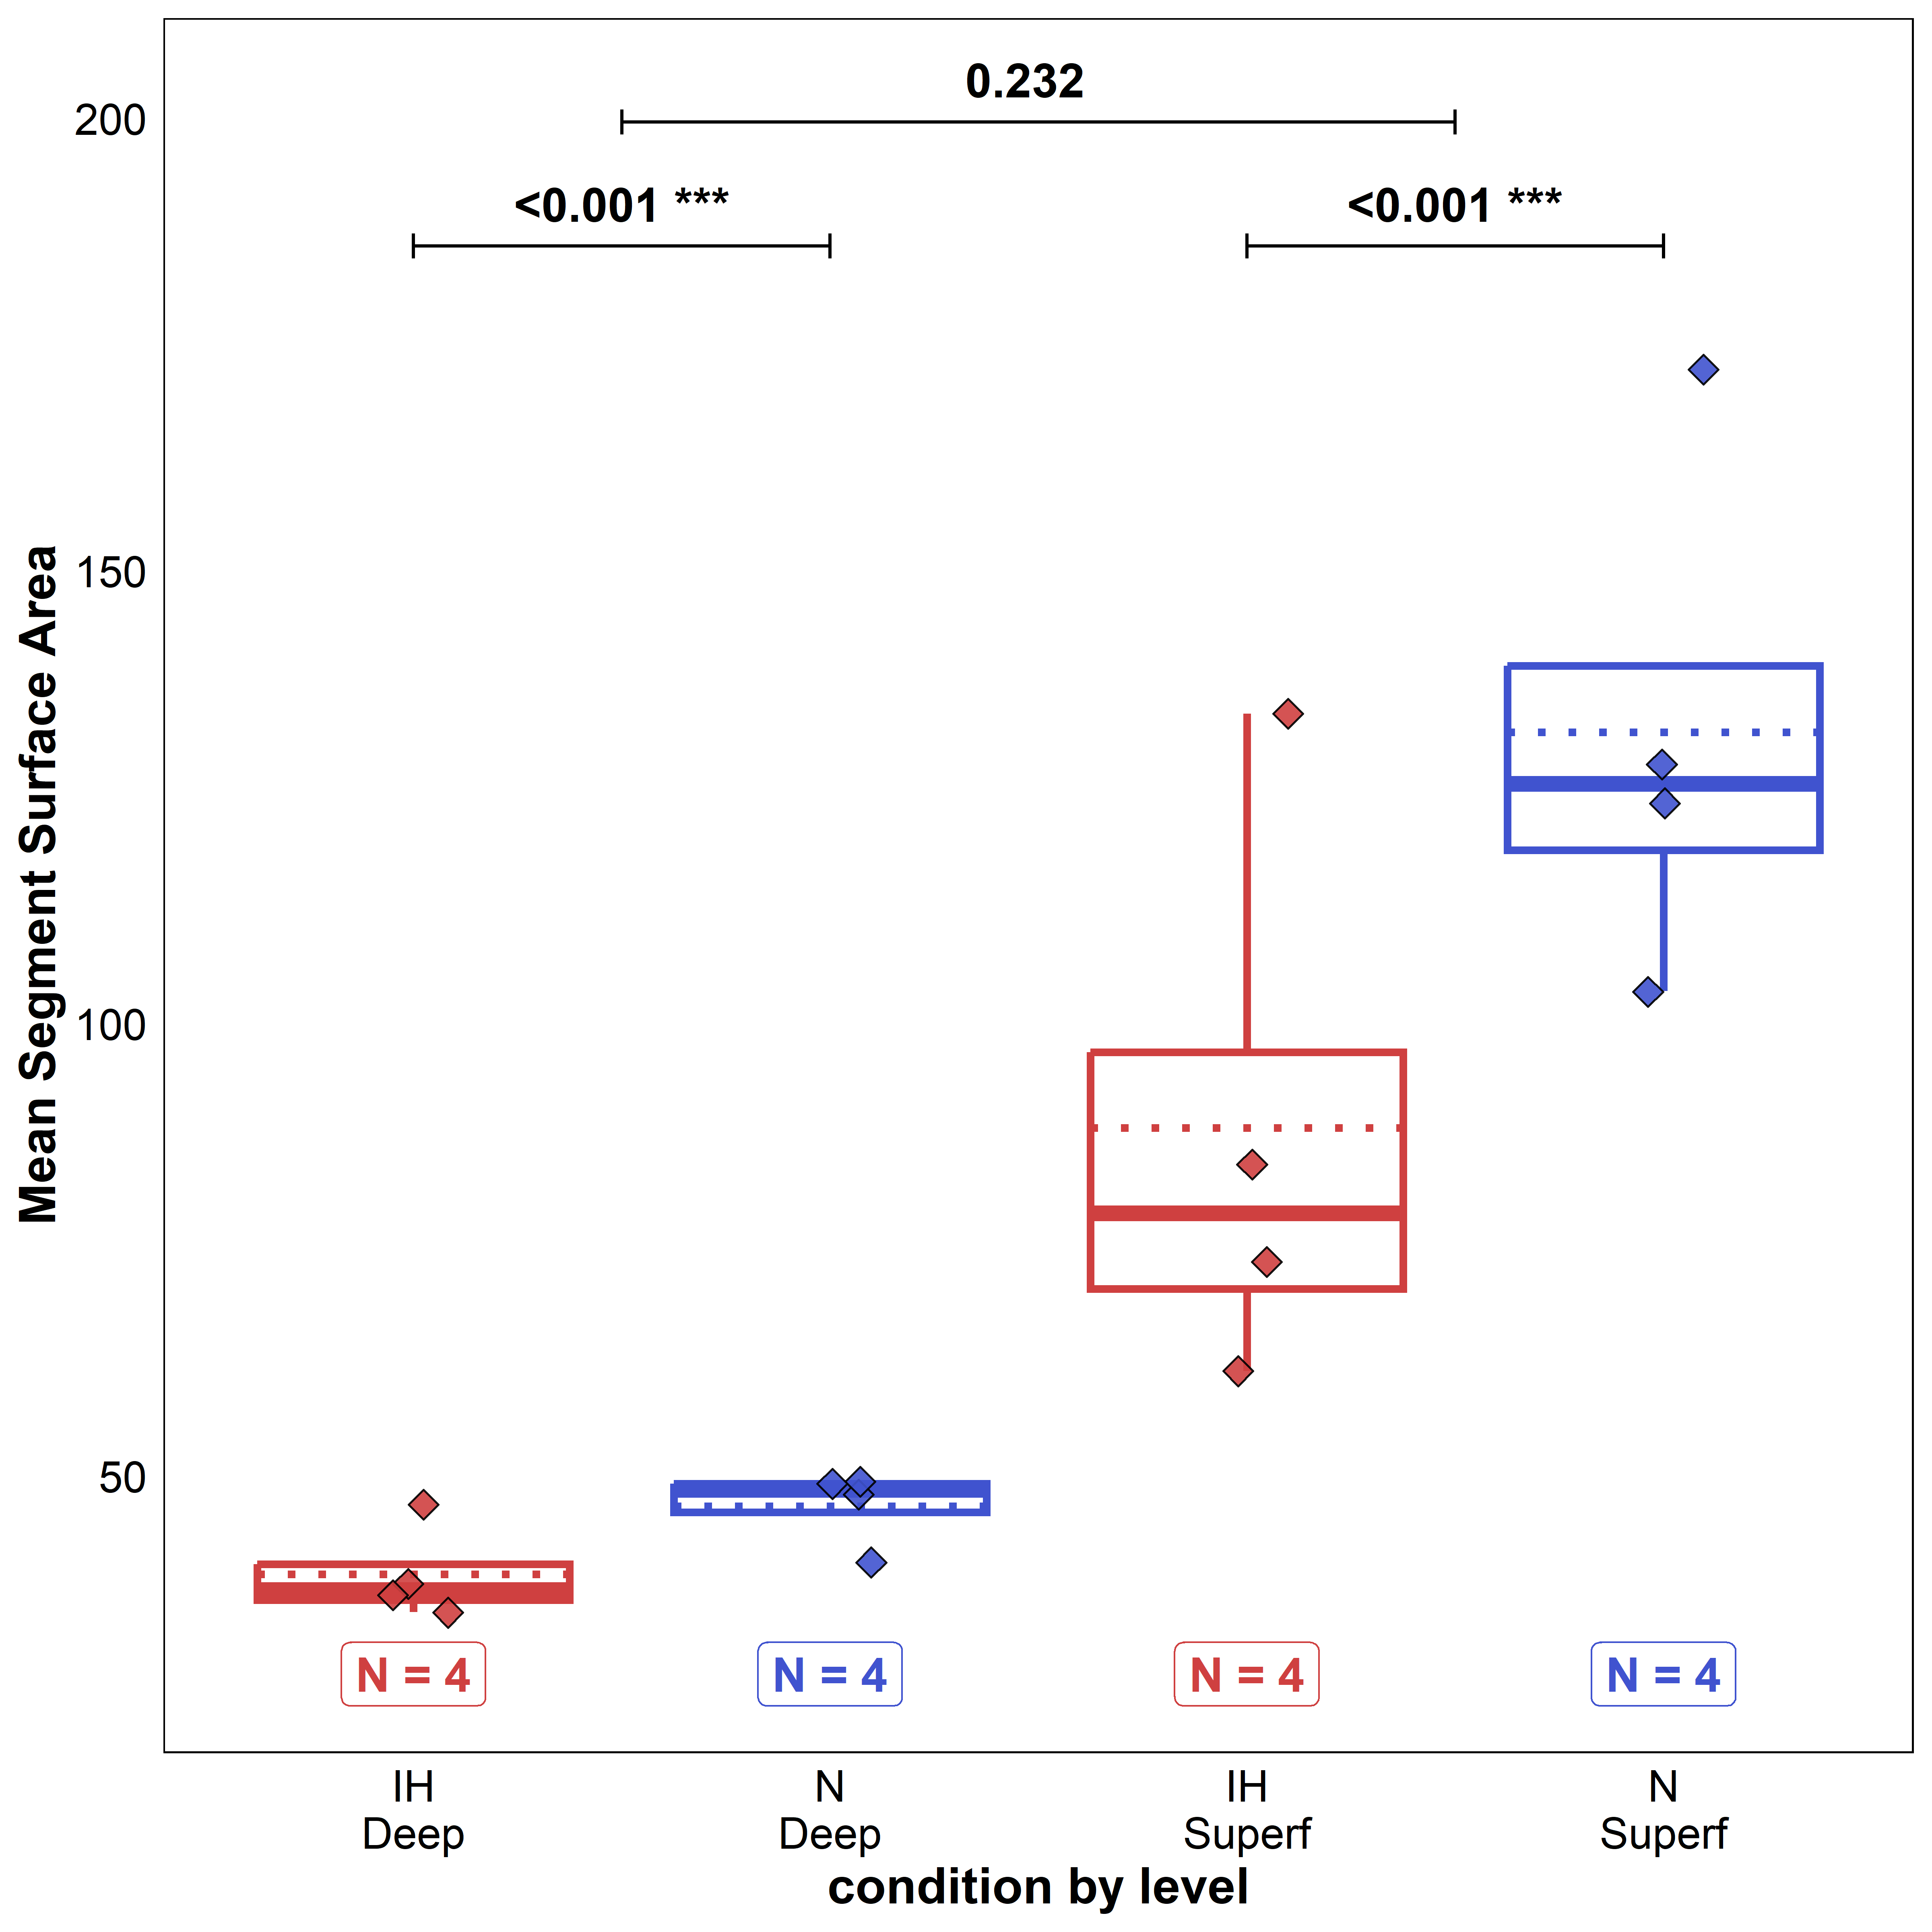 0.232
<0.001 ***
<0.001 ***
200
150
100
50
Mean Segment Surface Area
N = 4
N = 4
N = 4
N = 4
IH
Deep
N
Deep
IH
Superf
N
Superf
condition by level